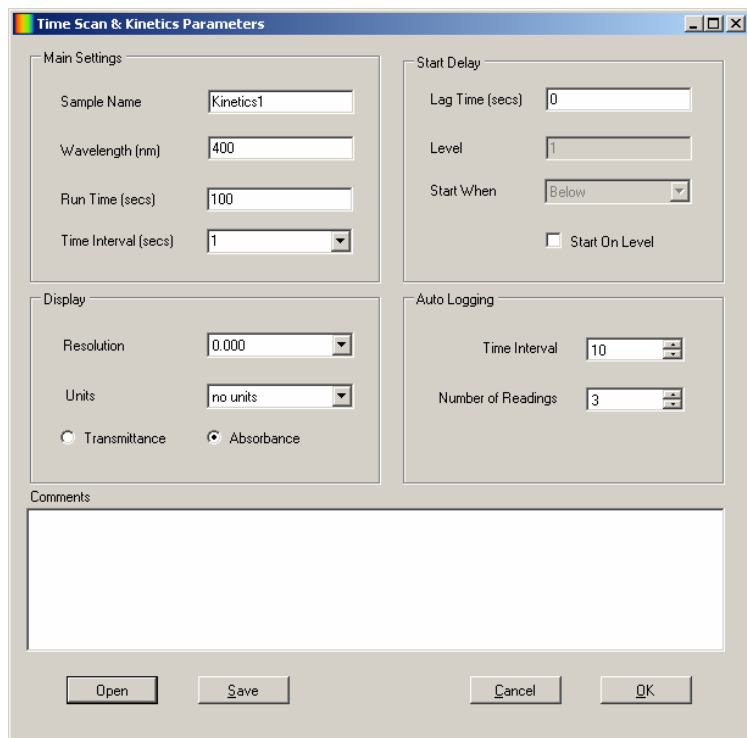 Time Scan & Kinetics Parameters
Main Settings
Sample Name Kinetics1
Wavelength (nm) 400
Run Time (secs) 100
Time Interval (secs) 1
Start Delay
Lag Time (secs) 0
Level 1
Start When Below
Start On Level
Display
Resolution 0.000
Units no units
Transmittance Absorbance
Auto Logging
Time Interval 10
Number of Readings 3
Comments
Open Save Cancel OK